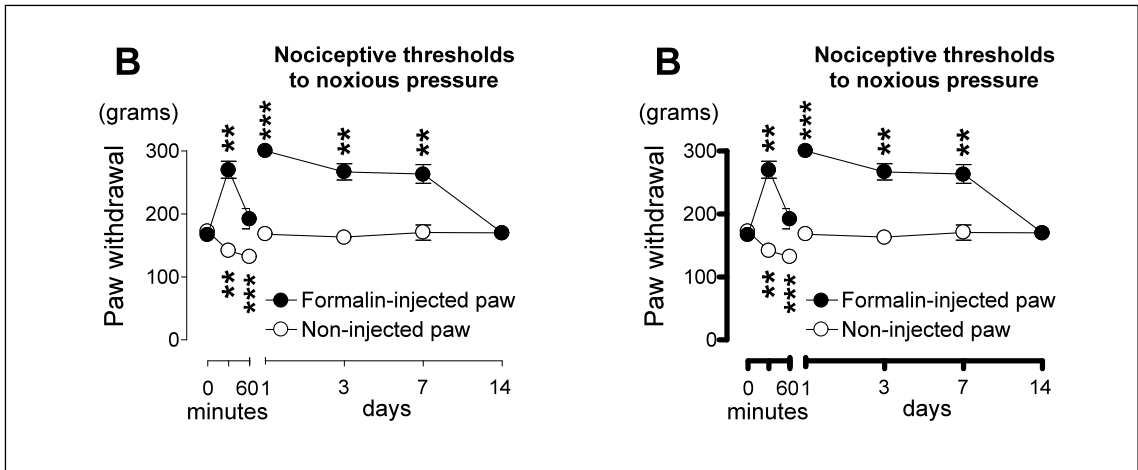 B
Nociceptive thresholds
to noxious pressure
(grams)
Paw withdrawal
300
200
100
0
***
**
**
**
**
***
Formalin-injected paw
Non-injected paw
0 60 1 3 7 14
minutes days
B
Nociceptive thresholds
to noxious pressure
(grams)
Paw withdrawal
300
200
100
0
***
**
**
**
**
***
Formalin-injected paw
Non-injected paw
0 60 1 3 7 14
minutes days